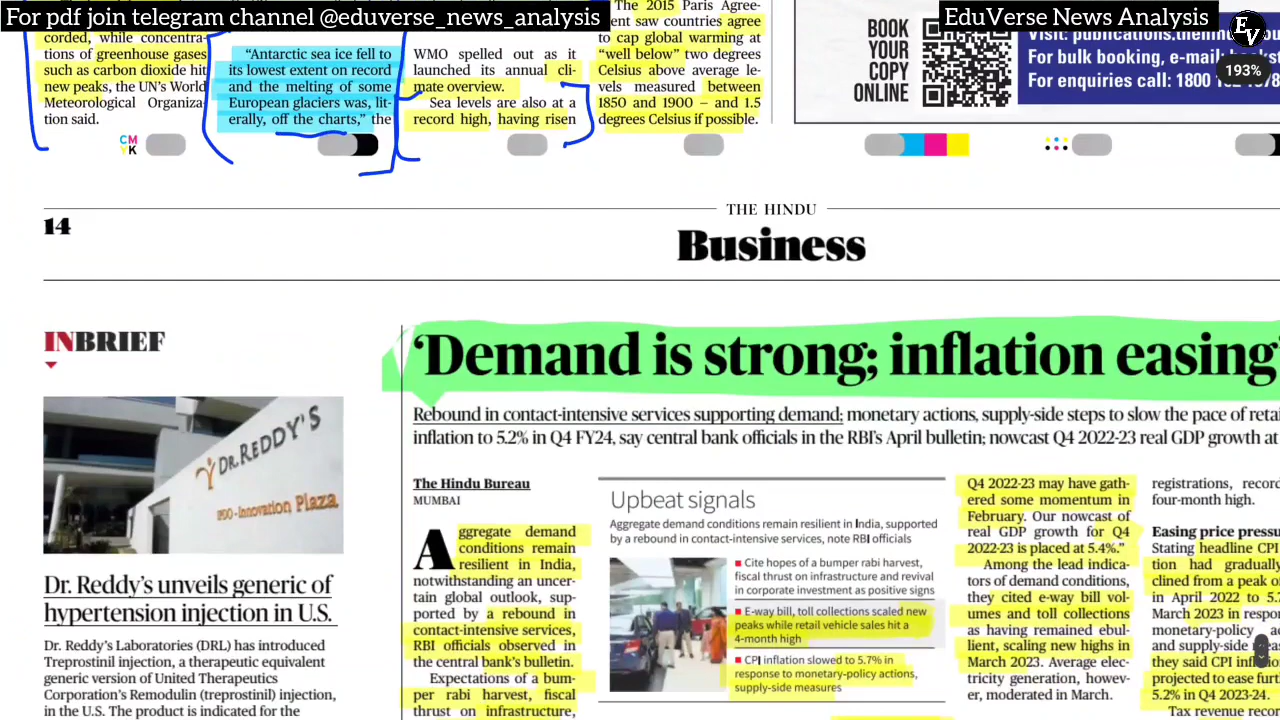 For pdf join telegram channel @eduverse_news_analysis
EduVerse News Analysis
193%
corded, while concentra-
tions of greenhouse gases
such as carbon dioxide hit
new peaks, the UN's World
Meteorological Organiza-
tion said.
"Antarctic sea ice fell to
its lowest extent on record
and the melting of some
European glaciers was, lit-
erally, off the charts," the
WMO spelled out as it
launched its annual cli-
mate overview.
Sea levels are also at a
record high, having risen
The 2015 Paris Agree-
ment saw countries agree
to cap global warming at
"well below" two degrees
Celsius above average le-
vels measured between
1850 and 1900 – and 1.5
degrees Celsius if possible.
BOOK
YOUR
COPY
ONLINE
Visit: publications.thehindu
For bulk booking, e-mail
For enquiries call: 1800
CM
YK
14
THE HINDU
Business
INBRIEF
DR.REDDY'S
Innovation Plaza
Dr. Reddy's unveils generic of
hypertension injection in U.S.
Dr. Reddy's Laboratories (DRL) has introduced
Treprostinil injection, a therapeutic equivalent
generic version of United Therapeutics
Corporation's Remodulin (treprostinil) injection,
in the U.S. The product is indicated for the
'Demand is strong; inflation easing'
Rebound in contact-intensive services supporting demand; monetary actions, supply-side steps to slow the pace of reta
inflation to 5.2% in Q4 FY24, say central bank officials in the RBI's April bulletin; nowcast Q4 2022-23 real GDP growth at
The Hindu Bureau
MUMBAI
Aggregate demand
conditions remain
resilient in India,
notwithstanding an uncer-
tain global outlook, sup-
ported by a rebound in
contact-intensive services,
RBI officials observed in
the central bank's bulletin.
Expectations of a bum-
per rabi harvest, fiscal
thrust on infrastructure,
Upbeat signals
Aggregate demand conditions remain resilient in India, supported
by a rebound in contact-intensive services, note RBI officials
Cite hopes of a bumper rabi harvest,
fiscal thrust on infrastructure and revival
in corporate investment as positive signs
E-way bill, toll collections scaled new
peaks while retail vehicle sales hit a
4-month high
CPI inflation slowed to 5.7% in
response to monetary-policy actions,
supply-side measures
Q4 2022-23 may have gath-
ered some momentum in
February. Our nowcast of
real GDP growth for Q4
2022-23 is placed at 5.4%."
Among the lead indica-
tors of demand conditions,
they cited e-way bill vol-
umes and toll collections
as having remained ebul-
lient, scaling new highs in
March 2023. Average elec-
tricity generation, howev-
er, moderated in March.
registrations, record
four-month high.
Easing price pressu
Stating headline CPI
tion had gradually
clined from a peak o
in April 2022 to 5.7
March 2023 in respo
monetary-policy a
and supply-side
they said CPI infl
projected to ease furt
5.2% in Q4 2023-24.
Tax revenue recor